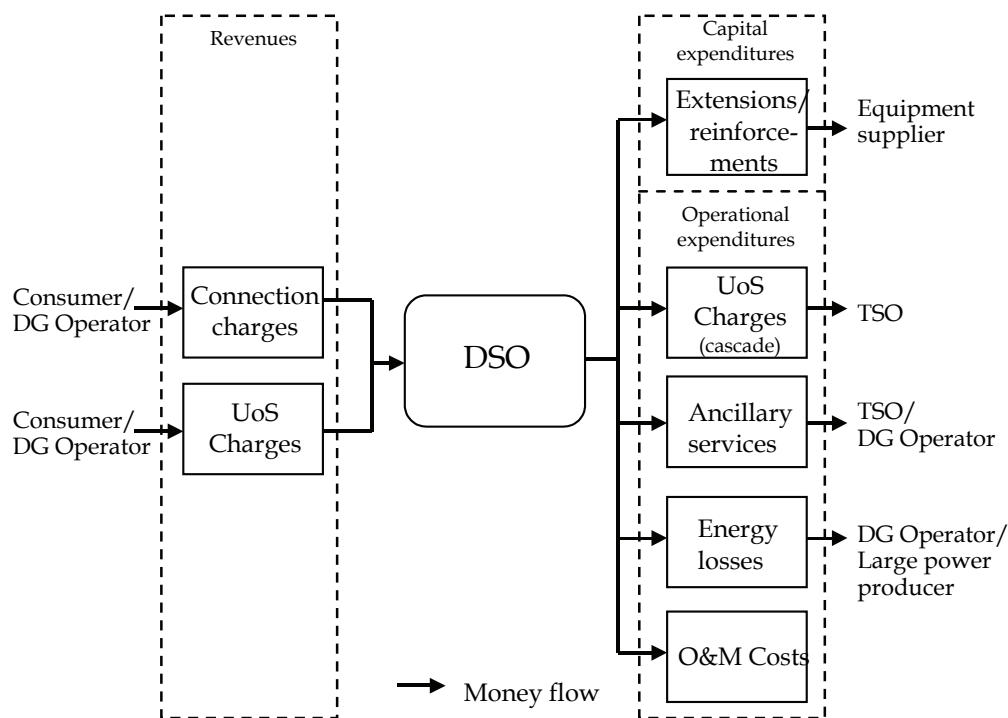 Revenues
Consumer/
DG Operator
Connection
charges
Consumer/
DG Operator
UoS
Charges
DSO
Capital
expenditures
Extensions/
reinforce-
ments
Equipment
supplier
Operational
expenditures
UoS
Charges
(cascade)
TSO
Ancillary
services
TSO/
DG Operator
Energy
losses
DG Operator/
Large power
producer
O&M Costs
Money flow